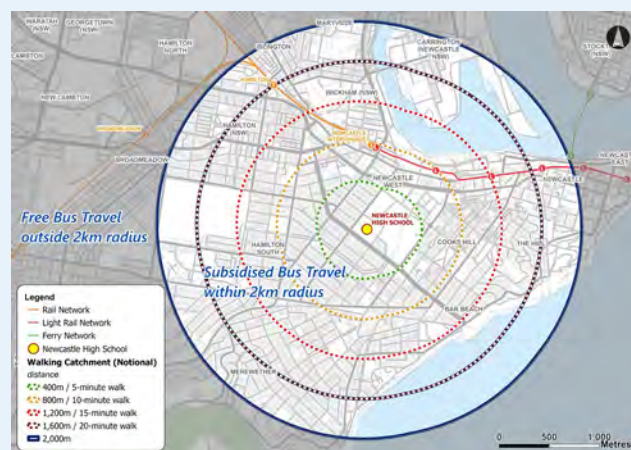 WARATAH
(NSW)
GEORGETOWN
(NSW)
HAMILTON
NORTH
ISLINGTON
MARYVILLE
CARRINGTON
(NEWCASTLE
(NSW)
NEW LAMBTON
HAMILTON
WICKHAM (NSW)
HAMILTON
(NSW)
BROADMEADOW
NEWCASTLE
INTERCHANGE
BROADMEADOW
NEWCASTLE
WEST
NEWCASTLE
EAST
NEWCASTLE
Free Bus Travel
outside 2km radius
NEWCASTLE
HIGH SCHOOL
HAMILTON
SOUTH
COOKS HILL
THE HILL
Subsidised Bus Travel
within 2km radius
BAR BEACH
MEREWETHER
Legend
Rail Network
Light Rail Network
Ferry Network
Newcastle High School
Walking Catchment (Notional)
distance
400m / 5-minute walk
800m / 10-minute walk
1,200m / 15-minute walk
1,600m / 20-minute walk
2,000m
0 500 1 000
Metres